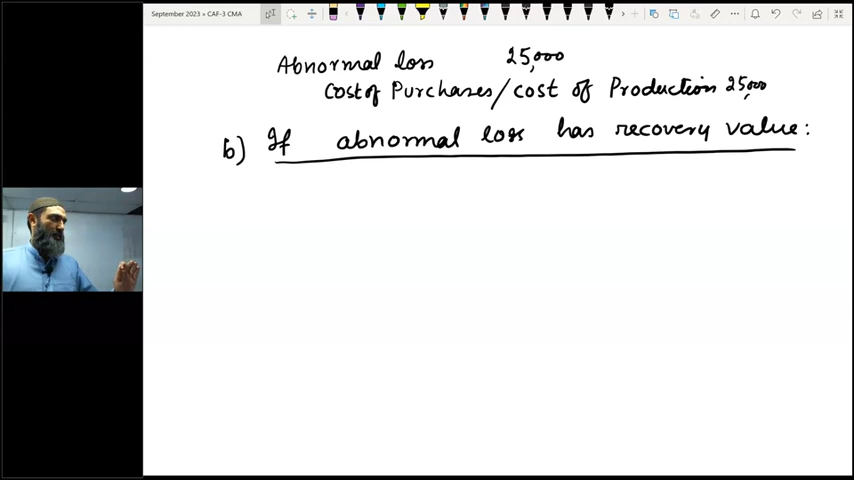 September 2023 » CAF-3 CMA
Abnormal loss 25,000
Cost of Purchases/cost of Production 25,000
b) If abnormal loss has recovery value: